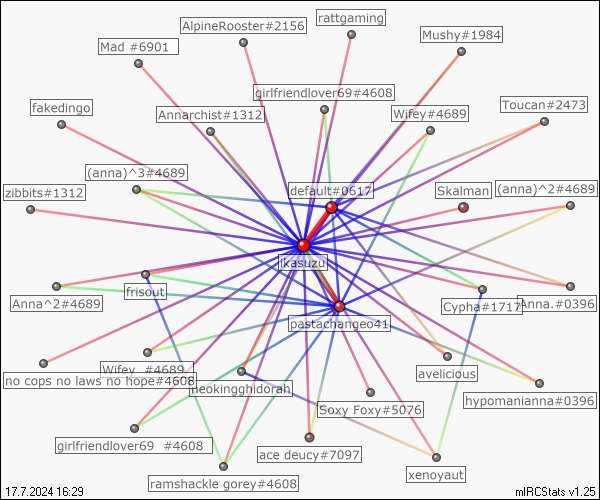 rattgaming
AlpineRooster#2156
Mushy#1984
Mad #6901
girlfriendlover69#4608
fakedingo
Annarchist#1312
Wifey#4689
Toucan#2473
(anna)^3#4689
zibbits#1312
default#0617
Skalman
(anna)^2#4689
ikasuzu
frisout
Anna^2#4689
Cypha#1717
Anna.#0396
pastachangeo41
Wifey_#4689
avelicious
no cops no laws no hope#4608
neokingghidorah
hypomanianna#0396
Soxy Foxy#5076
girlfriendlover69 #4608
ace deucy#7097
xenoyaut
ramshackle gorey#4608
17.7.2024 16:29
mIRCStats v1.25